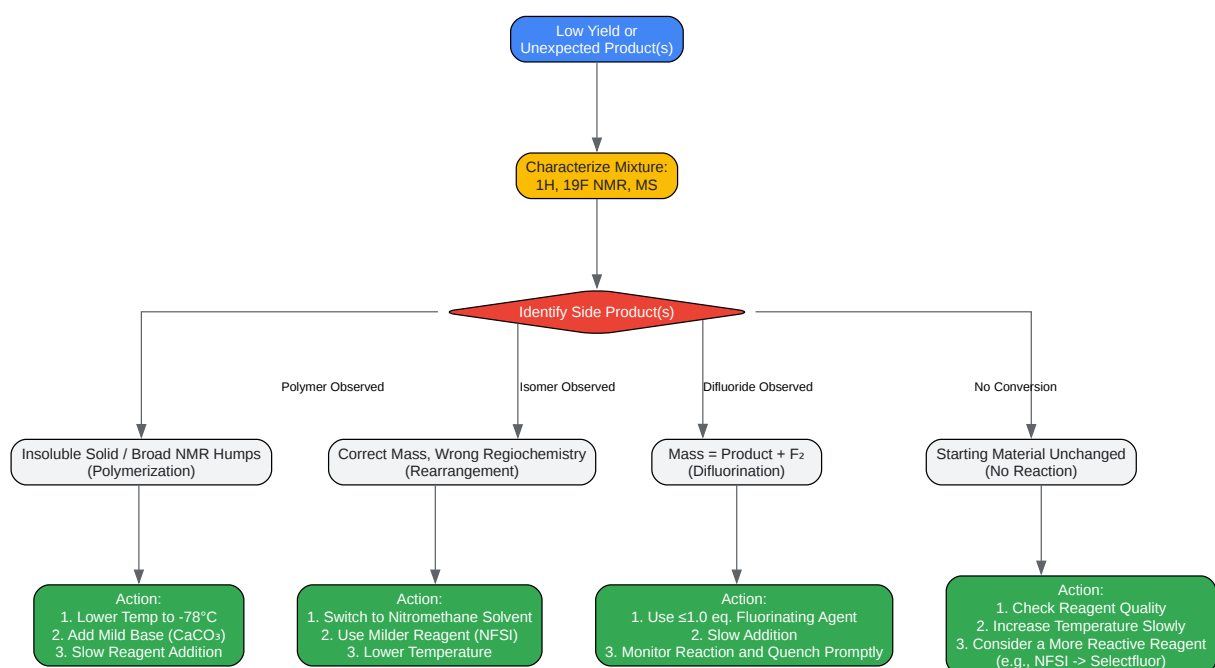 Low Yield or
Unexpected Product(s)
Characterize Mixture:
1H, 19F NMR, MS
Identify Side Product(s)
Polymer Observed
Isomer Observed
Difluoride Observed
No Conversion
Insoluble Solid / Broad NMR Humps
(Polymerization)
Correct Mass, Wrong Regiochemistry
(Rearrangement)
Mass = Product + F₂
(Difluorination)
Starting Material Unchanged
(No Reaction)
Action:
1. Lower Temp to -78°C
2. Add Mild Base (CaCO₃)
3. Slow Reagent Addition
Action:
1. Switch to Nitromethane Solvent
2. Use Milder Reagent (NFSI)
3. Lower Temperature
Action:
1. Use ≤1.0 eq. Fluorinating Agent
2. Slow Addition
3. Monitor Reaction and Quench Promptly
Action:
1. Check Reagent Quality
2. Increase Temperature Slowly
3. Consider a More Reactive Reagent
(e.g., NFSI -> Selectfluor)